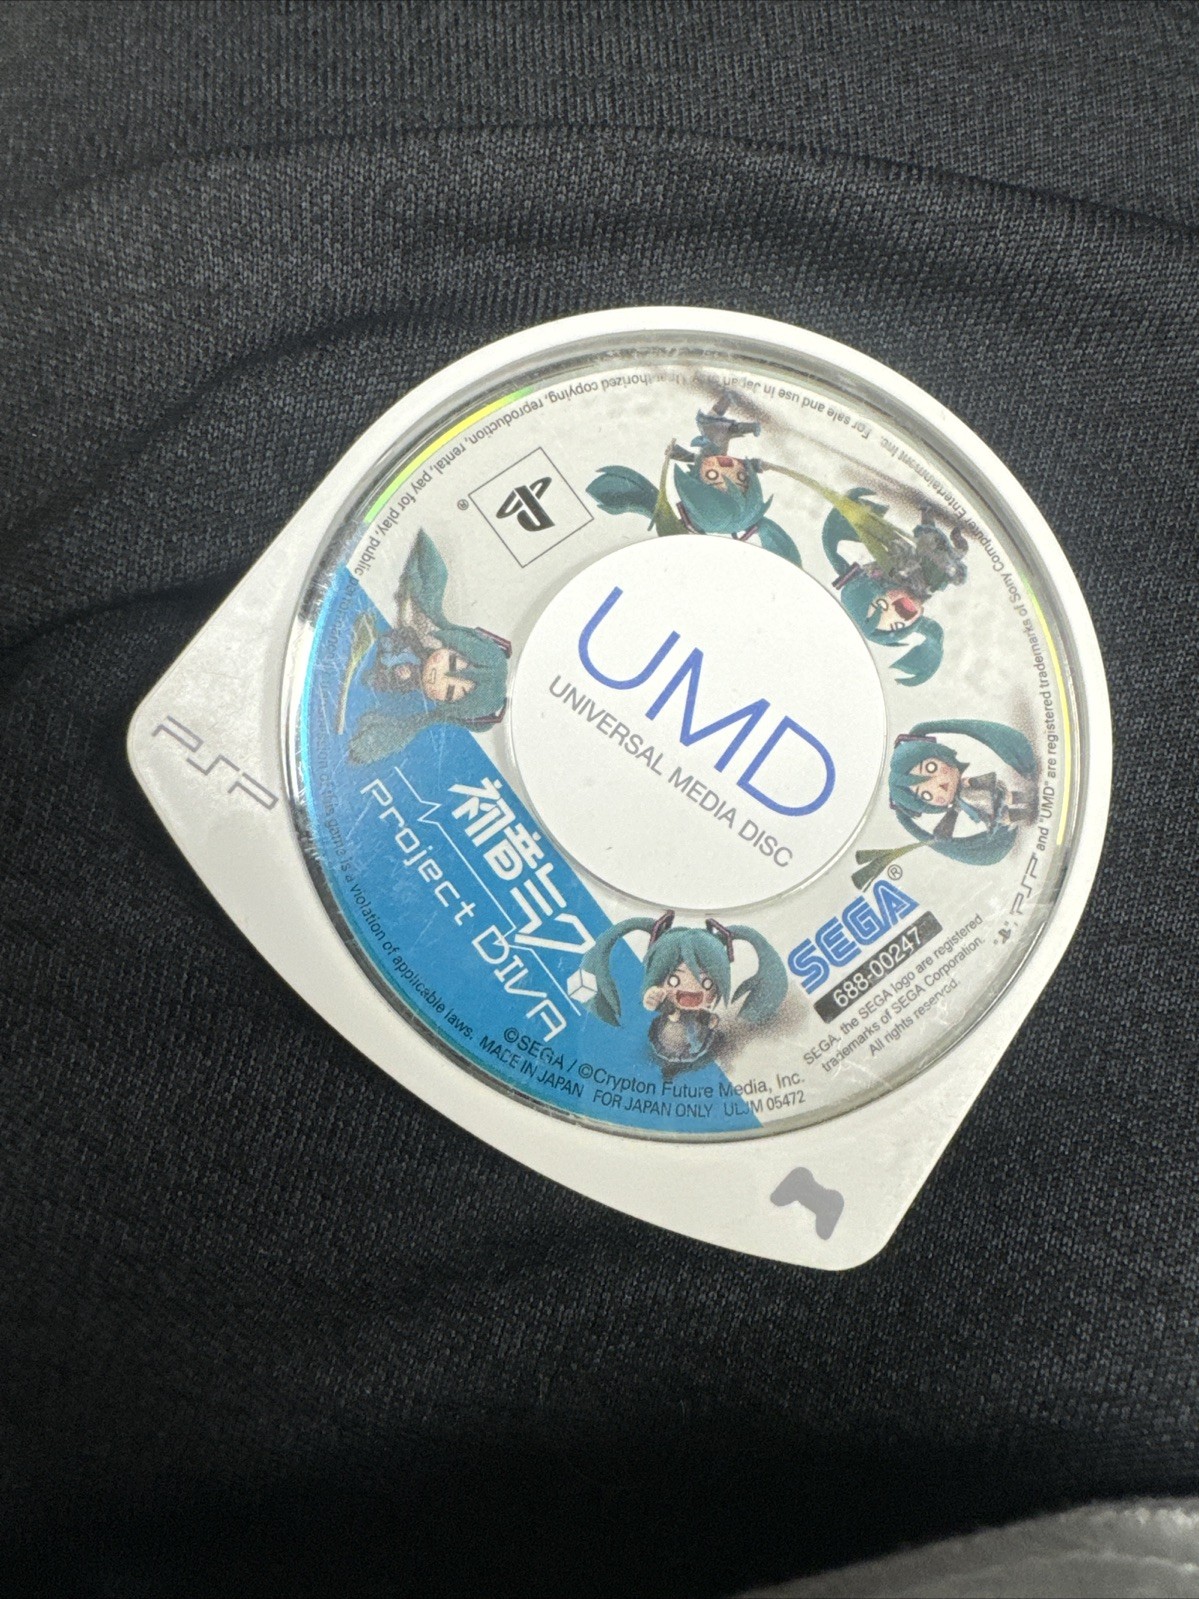 UMD
UNIVERSAL MEDIA DISC
PSP
初音ミク
Project DIVA
SEGA®
688-00247
SEGA, the SEGA logo are registered
trademarks of SEGA Corporation.
All rights reserved.
©SEGA / ©Crypton Future Media, Inc.
MADE IN JAPAN FOR JAPAN ONLY ULJM 05472
®
PSP and "UMD" are registered trademarks of Sony Computer Entertainment Inc. For sale and use in Japan
Unauthorized copying, reproduction, rental, pay for play, public
this game is a violation of applicable laws.